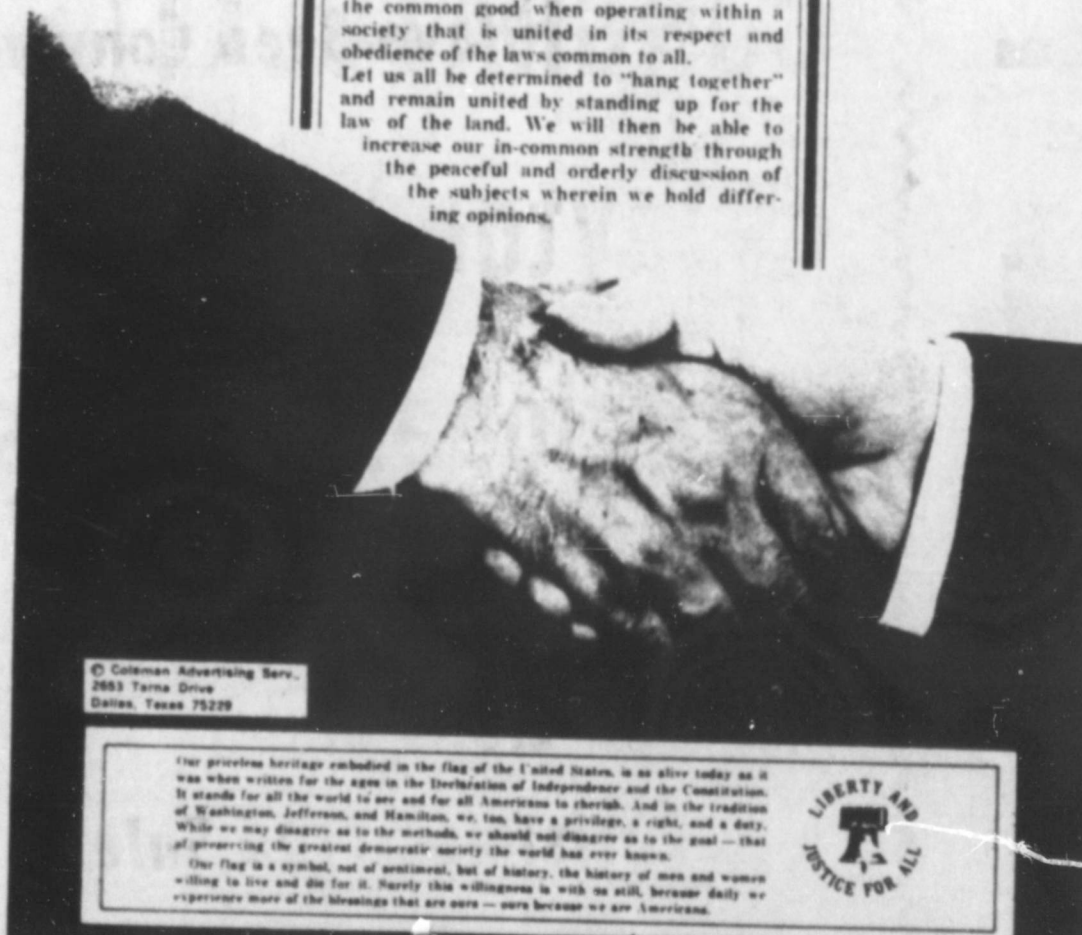 the common good when operating within a
society that is united in its respect and
obedience of the laws common to all.
Let us all be determined to "hang together"
and remain united by standing up for the
law of the land. We will then be able to
increase our in-common strength through
the peaceful and orderly discussion of
the subjects wherein we hold differ-
ing opinions.
© Coleman Advertising Serv.,
2653 Tarna Drive
Dallas, Texas 75229
Our priceless heritage embodied in the flag of the United States, is as alive today as it
was when written for the ages in the Declaration of Independence and the Constitution.
It stands for all the world to see and for all Americans to cherish. And in the tradition
of Washington, Jefferson, and Hamilton, we, too, have a privilege, a right, and a duty.
While we may disagree as to the methods, we should not disagree as to the goal — that
of preserving the greatest democratic society the world has ever known.
Our flag is a symbol, not of sentiment, but of history, the history of men and women
willing to live and die for it. Surely this willingness is with us still, because daily we
experience more of the blessings that are ours — ours because we are Americans.
LIBERTY AND
JUSTICE FOR ALL